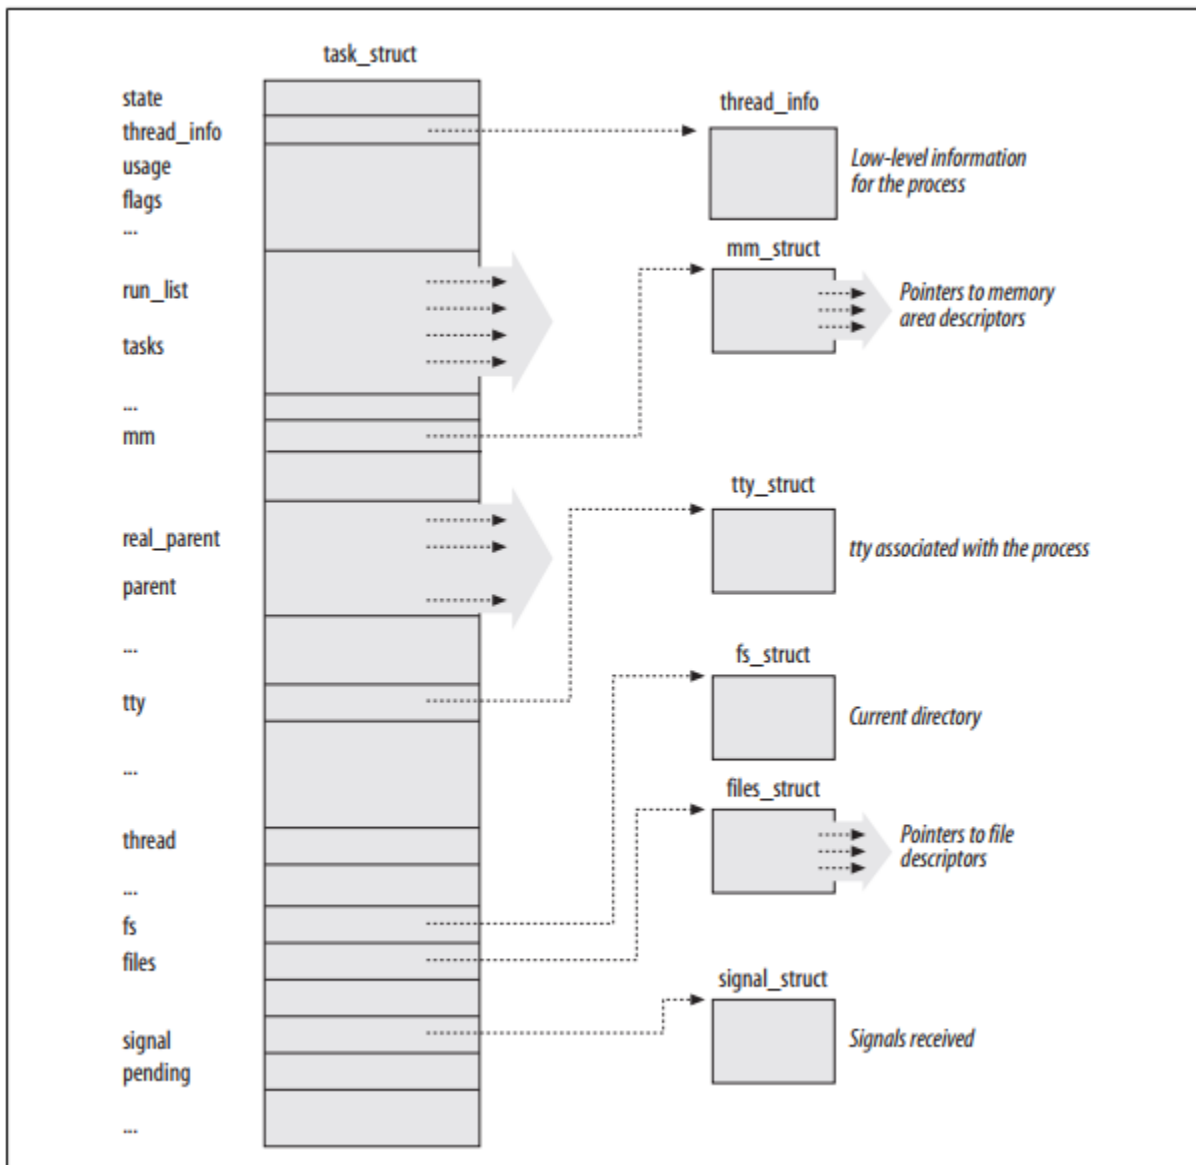 task_struct
state
thread_info
thread_info
Low-level information
for the process
usage
flags
...
mm_struct
run_list
Pointers to memory
area descriptors
tasks
...
mm
tty_struct
real_parent
tty associated with the process
parent
...
fs_struct
tty
Current directory
...
files_struct
thread
Pointers to file
descriptors
...
fs
files
signal_struct
signal
Signals received
pending
...